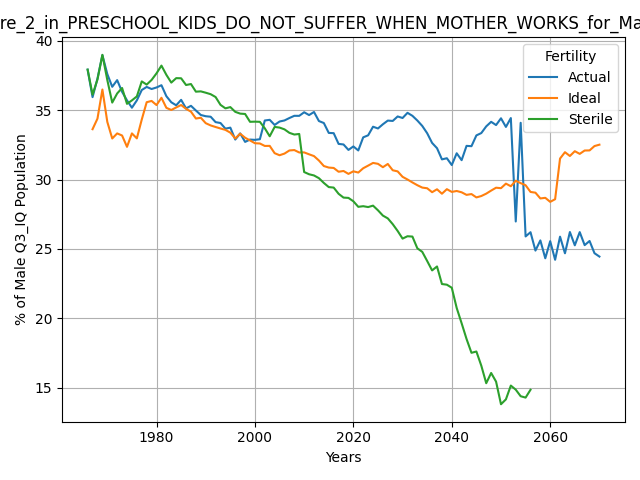 re_2_in_PRESCHOOL_KIDS_DO_NOT_SUFFER_WHEN_MOTHER_WORKS_for_Ma
40
35
30
25
20
15
% of Male Q3_IQ Population
Fertility
Actual
Ideal
Sterile
1980
2000
2020
2040
2060
Years